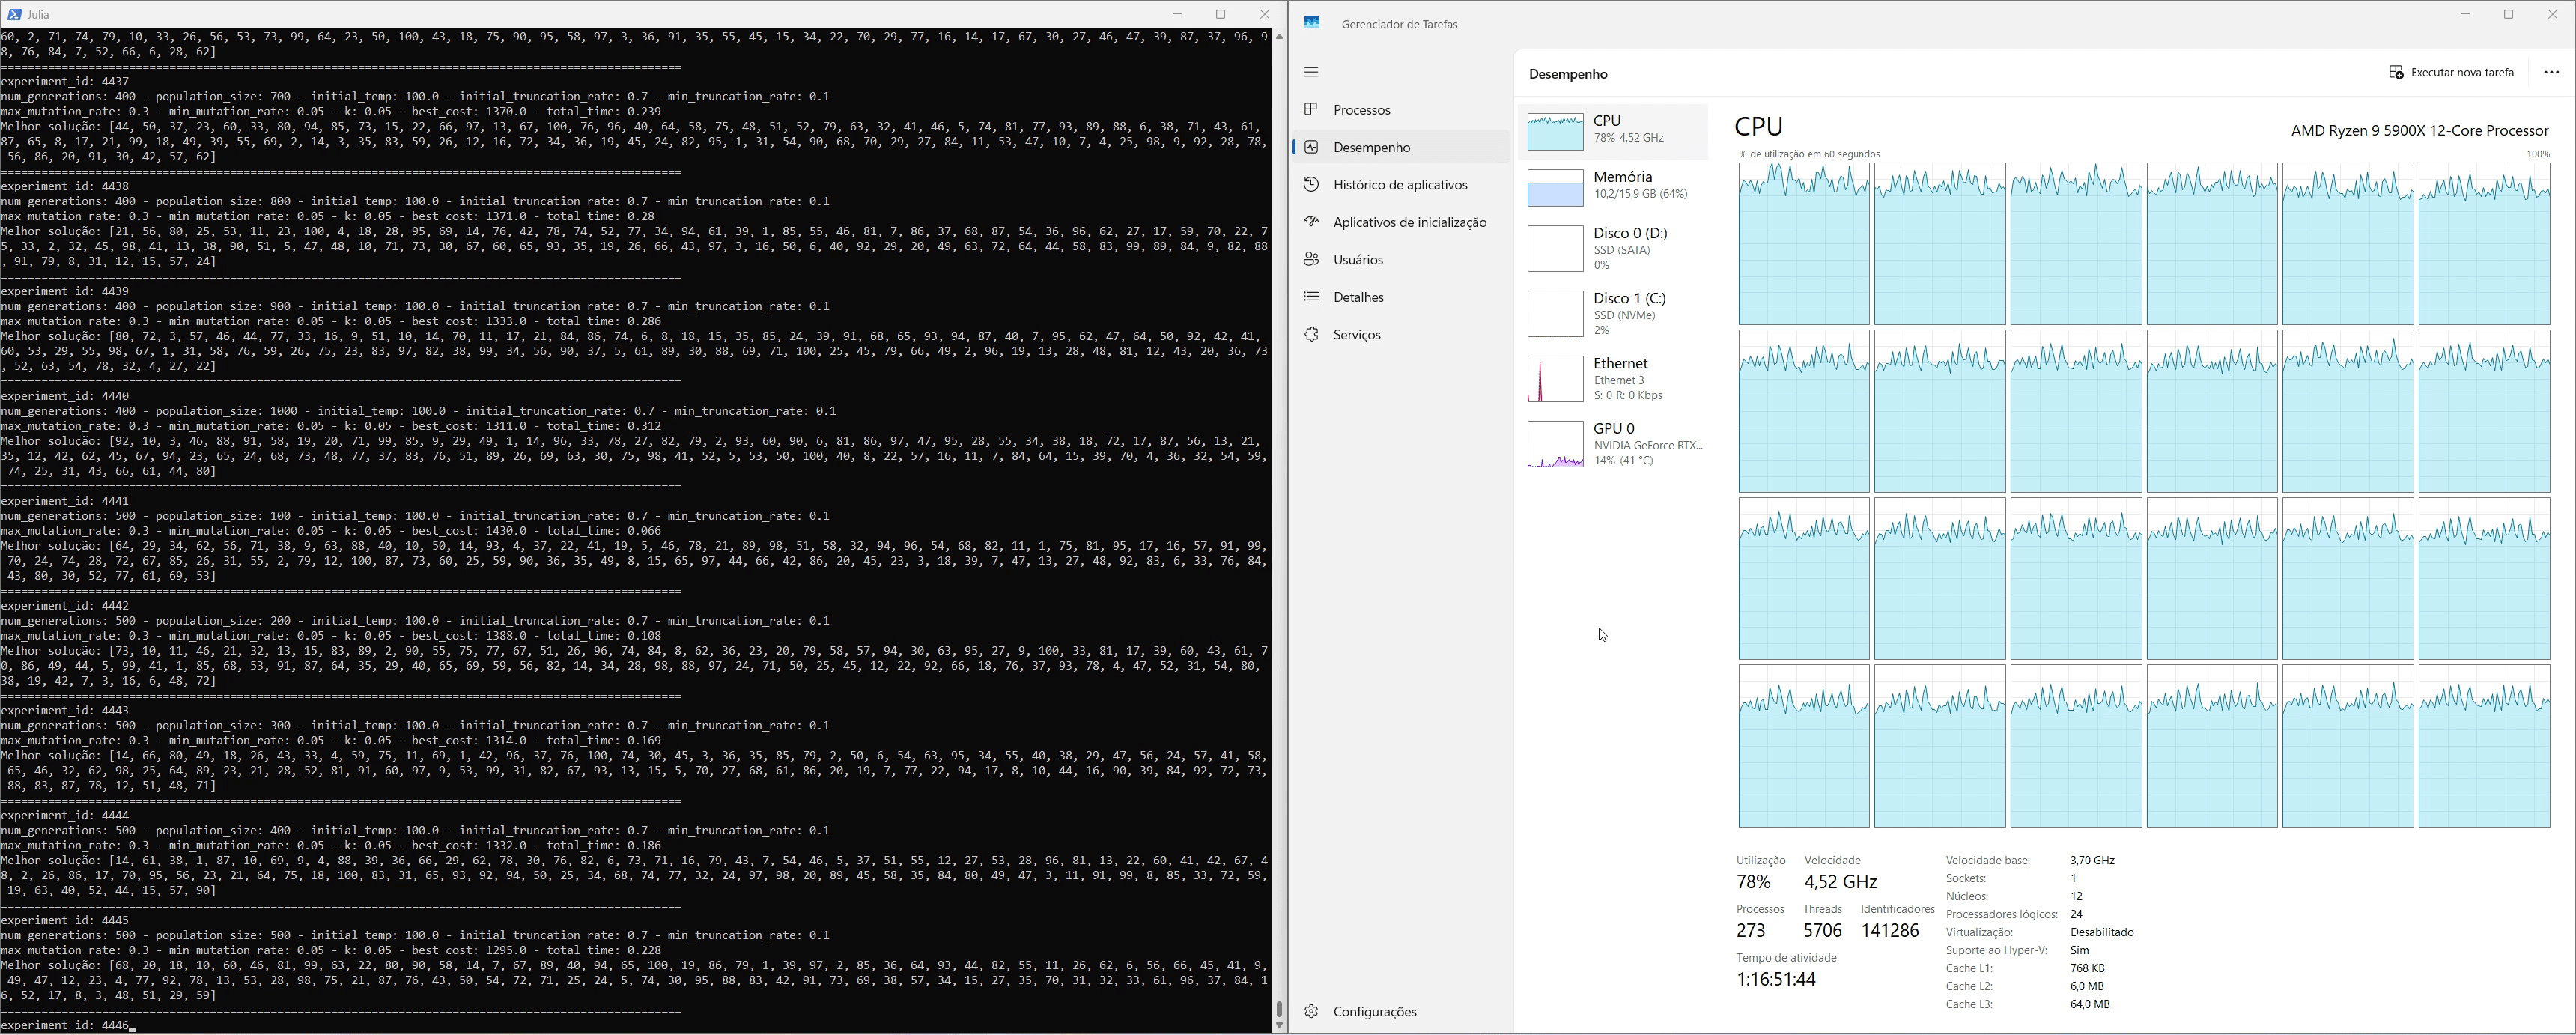 Julia
60, 2, 71, 74, 79, 10, 33, 26, 56, 53, 73, 99, 64, 23, 50, 100, 43, 18, 75, 90, 95, 58, 97, 3, 36, 91, 35, 55, 45, 15, 34, 22, 70, 29, 77, 16, 14, 17, 67, 30, 27, 46, 47, 39, 87, 37, 96, 9
8, 76, 84, 7, 52, 66, 6, 28, 62]
experiment_id: 4437
num_generations: 400 - population_size: 700 - initial_temp: 100.0 - initial_truncation_rate: 0.7 - min_truncation_rate: 0.1
max_mutation_rate: 0.3 - min_mutation_rate: 0.05 - k: 0.05 - best_cost: 1370.0 - total_time: 0.239
Melhor solução: [44, 50, 37, 23, 60, 33, 80, 94, 85, 73, 15, 22, 66, 97, 13, 67, 100, 76, 96, 40, 64, 58, 75, 48, 51, 52, 79, 63, 32, 41, 46, 5, 74, 81, 77, 93, 89, 88, 6, 38, 71, 43, 61,
87, 65, 8, 17, 21, 99, 18, 49, 39, 55, 69, 2, 14, 3, 35, 83, 59, 26, 12, 16, 72, 34, 36, 19, 45, 24, 82, 95, 1, 31, 54, 90, 68, 70, 29, 27, 84, 11, 53, 47, 10, 7, 4, 25, 98, 9, 92, 28, 78,
56, 86, 20, 91, 30, 42, 57, 62]
experiment_id: 4438
num_generations: 400 - population_size: 800 - initial_temp: 100.0 - initial_truncation_rate: 0.7 - min_truncation_rate: 0.1
max_mutation_rate: 0.3 - min_mutation_rate: 0.05 - k: 0.05 - best_cost: 1371.0 - total_time: 0.28
Melhor solução: [21, 56, 80, 25, 53, 11, 23, 100, 4, 18, 28, 95, 69, 14, 76, 42, 78, 74, 52, 77, 34, 94, 61, 39, 1, 85, 55, 46, 81, 7, 86, 37, 68, 87, 54, 36, 96, 62, 27, 17, 59, 70, 22, 7
5, 33, 2, 32, 45, 98, 41, 13, 38, 90, 51, 5, 47, 48, 10, 71, 73, 30, 67, 60, 65, 93, 35, 19, 26, 66, 43, 97, 3, 16, 50, 6, 40, 92, 29, 20, 49, 63, 72, 64, 44, 58, 83, 99, 89, 84, 9, 82, 88
, 91, 79, 8, 31, 12, 15, 57, 24]
experiment_id: 4439
num_generations: 400 - population_size: 900 - initial_temp: 100.0 - initial_truncation_rate: 0.7 - min_truncation_rate: 0.1
max_mutation_rate: 0.3 - min_mutation_rate: 0.05 - k: 0.05 - best_cost: 1333.0 - total_time: 0.286
Melhor solução: [80, 72, 3, 57, 46, 44, 77, 33, 16, 9, 51, 10, 14, 70, 11, 17, 21, 84, 86, 74, 6, 8, 18, 15, 35, 85, 24, 39, 91, 68, 65, 93, 94, 87, 40, 7, 95, 62, 47, 64, 50, 92, 42, 41,
60, 53, 29, 55, 98, 67, 1, 31, 58, 76, 59, 26, 75, 23, 83, 97, 82, 38, 99, 34, 56, 90, 37, 5, 61, 89, 30, 88, 69, 71, 100, 25, 45, 79, 66, 49, 2, 96, 19, 13, 28, 48, 81, 12, 43, 20, 36, 73
, 52, 63, 54, 78, 32, 4, 27, 22]
experiment_id: 4440
num_generations: 400 - population_size: 1000 - initial_temp: 100.0 - initial_truncation_rate: 0.7 - min_truncation_rate: 0.1
max_mutation_rate: 0.3 - min_mutation_rate: 0.05 - k: 0.05 - best_cost: 1311.0 - total_time: 0.312
Melhor solução: [92, 10, 3, 46, 88, 91, 58, 19, 20, 71, 99, 85, 9, 29, 49, 1, 14, 96, 33, 78, 27, 82, 79, 2, 93, 60, 90, 6, 81, 86, 97, 47, 95, 28, 55, 34, 38, 18, 72, 17, 87, 56, 13, 21,
35, 12, 42, 62, 45, 67, 94, 23, 65, 24, 68, 73, 48, 77, 37, 83, 76, 51, 89, 26, 69, 63, 30, 75, 98, 41, 52, 5, 53, 50, 100, 40, 8, 22, 57, 16, 11, 7, 84, 64, 15, 39, 70, 4, 36, 32, 54, 59,
74, 25, 31, 43, 66, 61, 44, 80]
experiment_id: 4441
num_generations: 500 - population_size: 100 - initial_temp: 100.0 - initial_truncation_rate: 0.7 - min_truncation_rate: 0.1
max_mutation_rate: 0.3 - min_mutation_rate: 0.05 - k: 0.05 - best_cost: 1430.0 - total_time: 0.066
Melhor solução: [64, 29, 34, 62, 56, 71, 38, 9, 63, 88, 40, 10, 50, 14, 93, 4, 37, 22, 41, 19, 5, 46, 78, 21, 89, 98, 51, 58, 32, 94, 96, 54, 68, 82, 11, 1, 75, 81, 95, 17, 16, 57, 91, 99,
70, 24, 74, 28, 72, 67, 85, 26, 31, 55, 2, 79, 12, 100, 87, 73, 60, 25, 59, 90, 36, 35, 49, 8, 15, 65, 97, 44, 66, 42, 86, 20, 45, 23, 3, 18, 39, 7, 47, 13, 27, 48, 92, 83, 6, 33, 76, 84,
43, 80, 30, 52, 77, 61, 69, 53]
experiment_id: 4442
num_generations: 500 - population_size: 200 - initial_temp: 100.0 - initial_truncation_rate: 0.7 - min_truncation_rate: 0.1
max_mutation_rate: 0.3 - min_mutation_rate: 0.05 - k: 0.05 - best_cost: 1388.0 - total_time: 0.108
Melhor solução: [73, 10, 11, 46, 21, 32, 13, 15, 83, 89, 2, 90, 55, 75, 77, 67, 51, 26, 96, 74, 84, 8, 62, 36, 23, 20, 79, 58, 57, 94, 30, 63, 95, 27, 9, 100, 33, 81, 17, 39, 60, 43, 61, 7
0, 86, 49, 44, 5, 99, 41, 1, 85, 68, 53, 91, 87, 64, 35, 29, 40, 65, 69, 59, 56, 82, 14, 34, 28, 98, 88, 97, 24, 71, 50, 25, 45, 12, 22, 92, 66, 18, 76, 37, 93, 78, 4, 47, 52, 31, 54, 80,
38, 19, 42, 7, 3, 16, 6, 48, 72]
experiment_id: 4443
num_generations: 500 - population_size: 300 - initial_temp: 100.0 - initial_truncation_rate: 0.7 - min_truncation_rate: 0.1
max_mutation_rate: 0.3 - min_mutation_rate: 0.05 - k: 0.05 - best_cost: 1314.0 - total_time: 0.169
Melhor solução: [14, 66, 80, 49, 18, 26, 43, 33, 4, 59, 75, 11, 69, 1, 42, 96, 37, 76, 100, 74, 30, 45, 3, 36, 35, 85, 79, 2, 50, 6, 54, 63, 95, 34, 55, 40, 38, 29, 47, 56, 24, 57, 41, 58,
65, 46, 32, 62, 98, 25, 64, 89, 23, 21, 28, 52, 81, 91, 60, 97, 9, 53, 99, 31, 82, 67, 93, 13, 15, 5, 70, 27, 68, 61, 86, 20, 19, 7, 77, 22, 94, 17, 8, 10, 44, 16, 90, 39, 84, 92, 72, 73,
88, 83, 87, 78, 12, 51, 48, 71]
experiment_id: 4444
num_generations: 500 - population_size: 400 - initial_temp: 100.0 - initial_truncation_rate: 0.7 - min_truncation_rate: 0.1
max_mutation_rate: 0.3 - min_mutation_rate: 0.05 - k: 0.05 - best_cost: 1332.0 - total_time: 0.186
Melhor solução: [14, 61, 38, 1, 87, 10, 69, 9, 4, 88, 39, 36, 66, 29, 62, 78, 30, 76, 82, 6, 73, 71, 16, 79, 43, 7, 54, 46, 5, 37, 51, 55, 12, 27, 53, 28, 96, 81, 13, 22, 60, 41, 42, 67, 4
8, 2, 26, 86, 17, 70, 95, 56, 23, 21, 64, 75, 18, 100, 83, 31, 65, 93, 92, 94, 50, 25, 34, 68, 74, 77, 32, 24, 97, 98, 20, 89, 45, 58, 35, 84, 80, 49, 47, 3, 11, 91, 99, 8, 85, 33, 72, 59,
19, 63, 40, 52, 44, 15, 57, 90]
experiment_id: 4445
num_generations: 500 - population_size: 500 - initial_temp: 100.0 - initial_truncation_rate: 0.7 - min_truncation_rate: 0.1
max_mutation_rate: 0.3 - min_mutation_rate: 0.05 - k: 0.05 - best_cost: 1295.0 - total_time: 0.228
Melhor solução: [68, 20, 18, 10, 60, 46, 81, 99, 63, 22, 80, 90, 58, 14, 7, 67, 89, 40, 94, 65, 100, 19, 86, 79, 1, 39, 97, 2, 85, 36, 64, 93, 44, 82, 55, 11, 26, 62, 6, 56, 66, 45, 41, 9,
49, 47, 12, 23, 4, 77, 92, 78, 13, 53, 28, 98, 75, 21, 87, 76, 43, 50, 54, 72, 71, 25, 24, 5, 74, 30, 95, 88, 83, 42, 91, 73, 69, 38, 57, 34, 15, 27, 35, 70, 31, 32, 33, 61, 96, 37, 84, 1
6, 52, 17, 8, 3, 48, 51, 29, 59]
experiment_id: 4446
Gerenciador de Tarefas
Processos
Desempenho
Histórico de aplicativos
Aplicativos de inicialização
Usuários
Detalhes
Serviços
Configurações
Desempenho
Executar nova tarefa
CPU
78% 4,52 GHz
Memória
10,2/15,9 GB (64%)
Disco 0 (D:)
SSD (SATA)
0%
Disco 1 (C:)
SSD (NVMe)
2%
Ethernet
Ethernet 3
S: 0 R: 0 Kbps
GPU 0
NVIDIA GeForce RTX...
14% (41 °C)
CPU
AMD Ryzen 9 5900X 12-Core Processor
% de utilização em 60 segundos
100%
Utilização Velocidade
78% 4,52 GHz
Processos Threads Identificadores
273 5706 141286
Tempo de atividade
1:16:51:44
Velocidade base: 3,70 GHz
Sockets: 1
Núcleos: 12
Processadores lógicos: 24
Virtualização: Desabilitado
Suporte ao Hyper-V: Sim
Cache L1: 768 KB
Cache L2: 6,0 MB
Cache L3: 64,0 MB